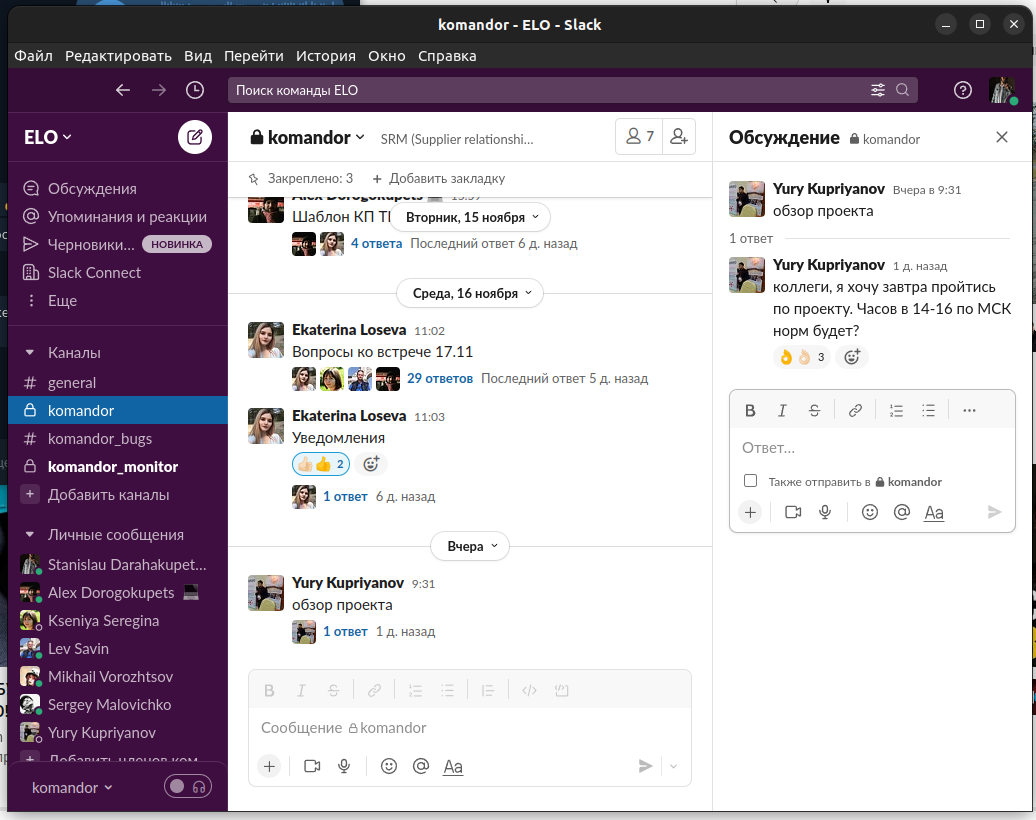 komandor - ELO - Slack
Файл Редактировать Вид Перейти История Окно Справка
Поиск команды ELO
ELO
Обсуждения
Упоминания и реакции
Черновики... НОВИНКА
Slack Connect
Еще
Каналы
# general
komandor
# komandor_bugs
komandor_monitor
+ Добавить каналы
Личные сообщения
Stanislau Darahakupet...
Alex Dorogokupets
Kseniya Seregina
Lev Savin
Mikhail Vorozhtsov
Sergey Malovichko
Yury Kupriyanov
+ Добавить членов ком
komandor
komandor
SRM (Supplier relationshi...
7
Закреплено: 3
+ Добавить закладку
Alex Dorogokupets
Шаблон КП
Вторник, 15 ноября
4 ответа Последний ответ 6 д. назад
Среда, 16 ноября
Ekaterina Loseva 11:02
Вопросы ко встрече 17.11
29 ответов Последний ответ 5 д. назад
Ekaterina Loseva 11:03
Уведомления
2
1 ответ 6 д. назад
Вчера
Yury Kupriyanov 9:31
обзор проекта
1 ответ 1 д. назад
B I S
Сообщение komandor
+ @ Aa
Обсуждение komandor
Yury Kupriyanov Вчера в 9:31
обзор проекта
1 ответ
Yury Kupriyanov 1 д. назад
коллеги, я хочу завтра пройтись
по проекту. Часов в 14-16 по МСК
норм будет?
3
B I S
Ответ...
Также отправить в komandor
+ @ Aa